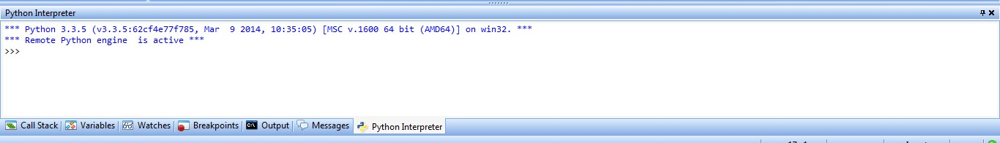 Python Interpreter
*** Python 3.3.5 (v3.3.5:62cf4e77f785, Mar  9 2014, 10:35:05) [MSC v.1600 64 bit (AMD64)] on win32. ***
*** Remote Python engine  is active ***
>>>
Call Stack Variables Watches Breakpoints Output Messages Python Interpreter